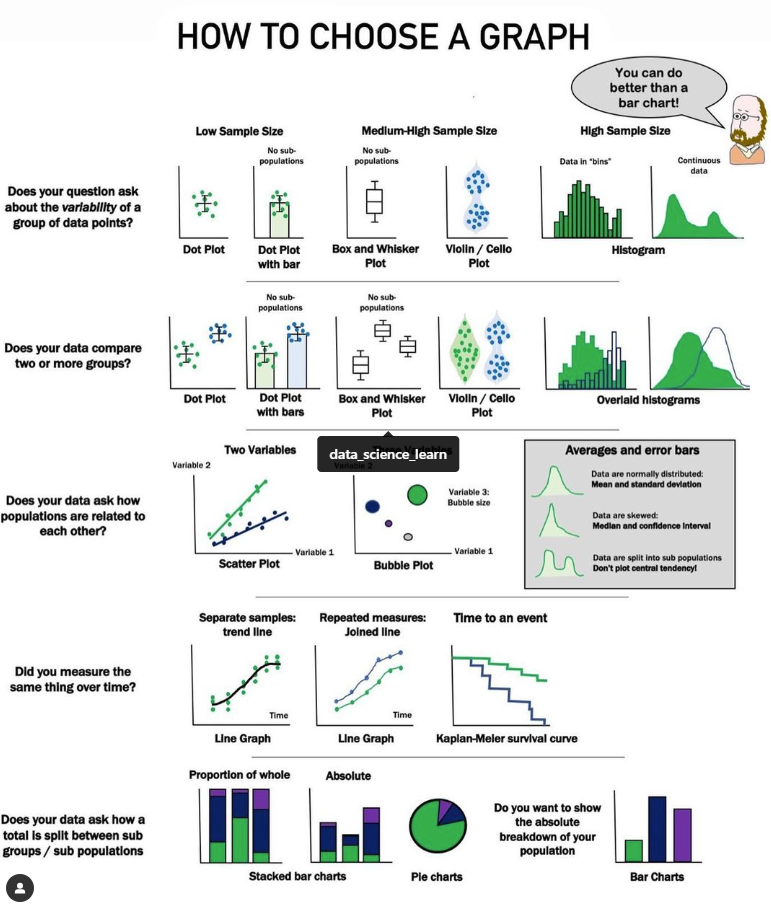 HOW TO CHOOSE A GRAPH
You can do
better than a
bar chart!
Low Sample Size
Medium-High Sample Size
High Sample Size
Does your question ask
about the variability of a
group of data points?
Dot Plot
No sub-
populations
Dot Plot
with bar
No sub-
populations
Box and Whisker
Plot
Violin / Cello
Plot
Data in "bins"
Continuous
data
Histogram
Does your data compare
two or more groups?
Dot Plot
No sub-
populations
Dot Plot
with bars
No sub-
populations
Box and Whisker
Plot
Violin / Cello
Plot
Overlaid histograms
data_science_learn
Does your data ask how
populations are related to
each other?
Two Variables
Variable 2
Variable 1
Scatter Plot
Variable 2
Variable 3:
Bubble size
Variable 1
Bubble Plot
Averages and error bars
Data are normally distributed:
Mean and standard deviation
Data are skewed:
Median and confidence interval
Data are split into sub populations
Don't plot central tendency!
Did you measure the
same thing over time?
Separate samples:
trend line
Time
Line Graph
Repeated measures:
Joined line
Time
Line Graph
Time to an event
Kaplan-Meier survival curve
Does your data ask how a
total is split between sub
groups / sub populations
Proportion of whole
Absolute
Stacked bar charts
Pie charts
Do you want to show
the absolute
breakdown of your
population
Bar Charts